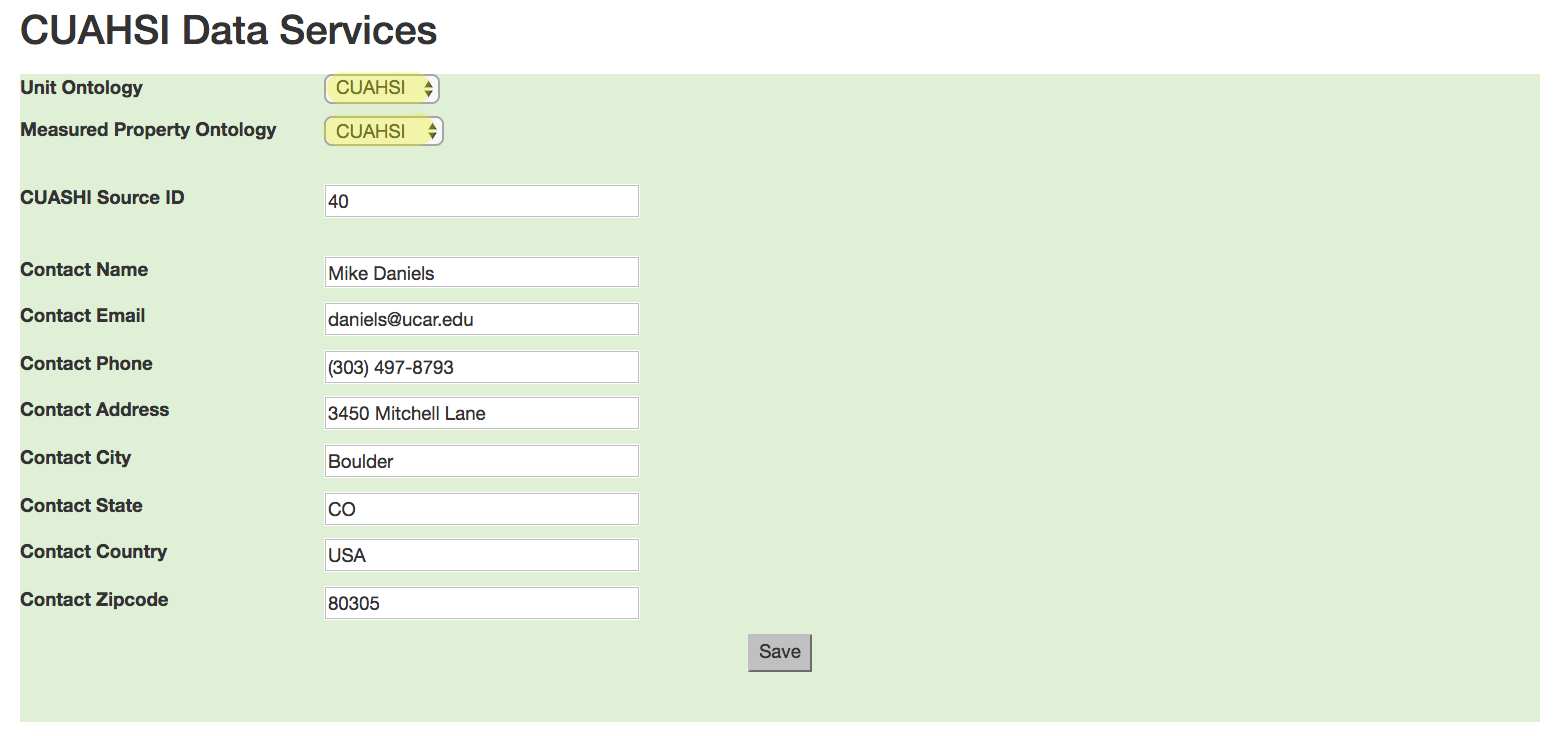 CUAHSI Data Services
Unit Ontology CUAHSI
Measured Property Ontology CUAHSI
CUASHI Source ID 40
Contact Name Mike Daniels
Contact Email daniels@ucar.edu
Contact Phone (303) 497-8793
Contact Address 3450 Mitchell Lane
Contact City Boulder
Contact State CO
Contact Country USA
Contact Zipcode 80305
Save